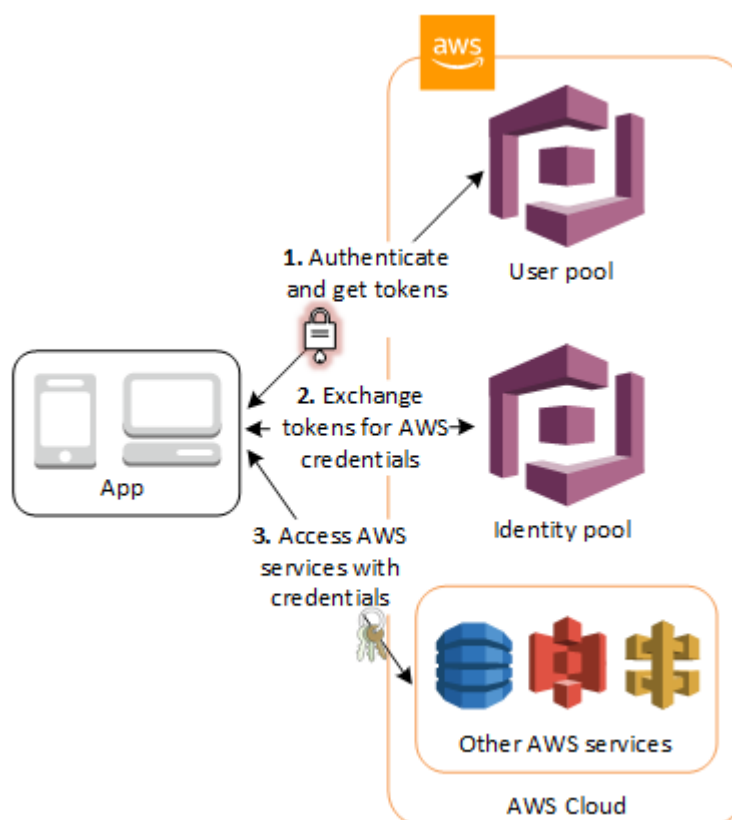 aws
User pool
1. Authenticate
and get tokens
2. Exchange
tokens for AWS
credentials
App
Identity pool
3. Access AWS
services with
credentials
Other AWS services
AWS Cloud